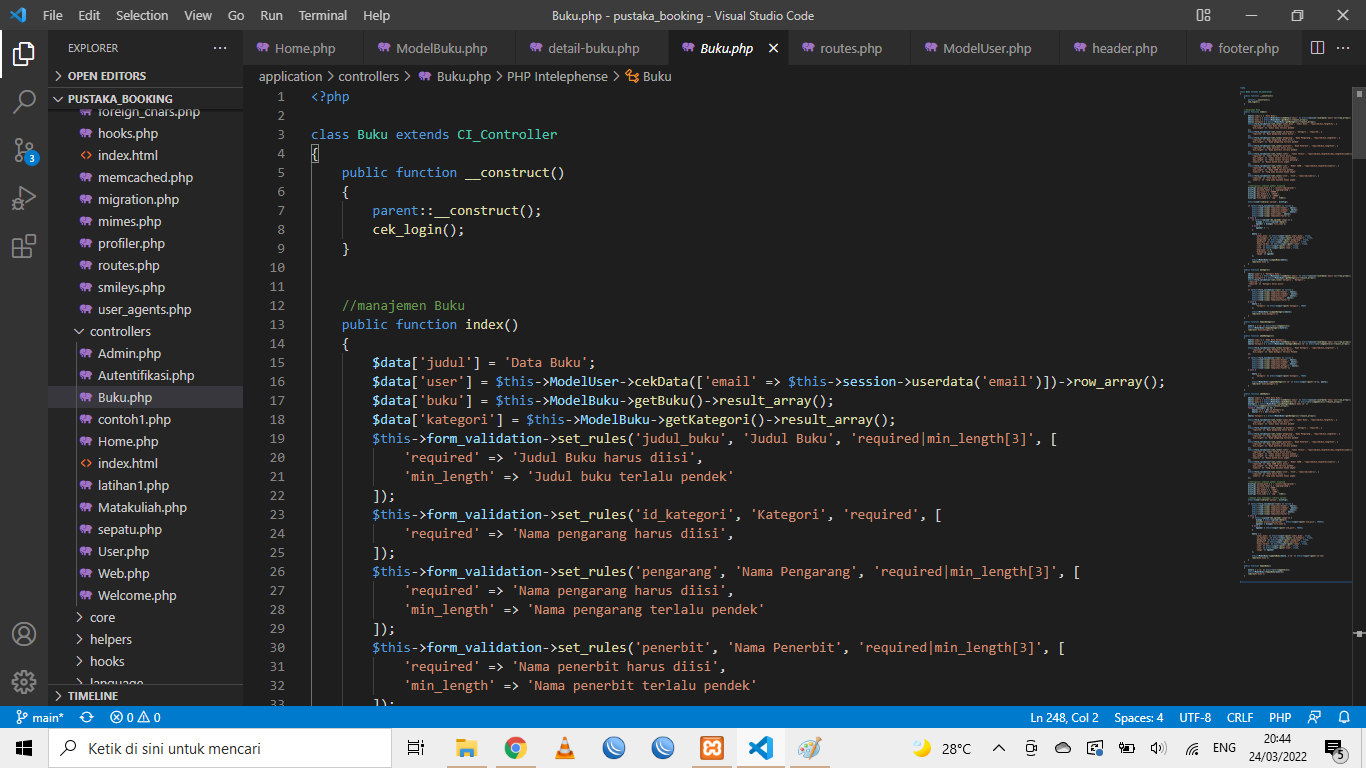 File Edit Selection View Go Run Terminal Help
Buku.php - pustaka_booking - Visual Studio Code
EXPLORER
OPEN EDITORS
PUSTAKA_BOOKING
foreign_chars.php
hooks.php
index.html
memcached.php
migration.php
mimes.php
profiler.php
routes.php
smileys.php
user_agents.php
controllers
Admin.php
Autentifikasi.php
Buku.php
contoh1.php
Home.php
index.html
latihan1.php
Matakuliah.php
sepatu.php
User.php
Web.php
Welcome.php
core
helpers
hooks
language
TIMELINE
3
Home.php ModelBuku.php detail-buku.php Buku.php routes.php ModelUser.php header.php footer.php
application > controllers > Buku.php > PHP Intelephense > Buku
1 <?php
2
3 class Buku extends CI_Controller
4 {
5 public function __construct()
6 {
7 parent::__construct();
8 cek_login();
9 }
10
11
12 //manajemen Buku
13 public function index()
14 {
15 $data['judul'] = 'Data Buku';
16 $data['user'] = $this->ModelUser->cekData(['email' => $this->session->userdata('email')])->row_array();
17 $data['buku'] = $this->ModelBuku->getBuku()->result_array();
18 $data['kategori'] = $this->ModelBuku->getKategori()->result_array();
19 $this->form_validation->set_rules('judul_buku', 'Judul Buku', 'required|min_length[3]', [
20 'required' => 'Judul Buku harus diisi',
21 'min_length' => 'Judul buku terlalu pendek'
22 ]);
23 $this->form_validation->set_rules('id_kategori', 'Kategori', 'required', [
24 'required' => 'Nama pengarang harus diisi',
25 ]);
26 $this->form_validation->set_rules('pengarang', 'Nama Pengarang', 'required|min_length[3]', [
27 'required' => 'Nama pengarang harus diisi',
28 'min_length' => 'Nama pengarang terlalu pendek'
29 ]);
30 $this->form_validation->set_rules('penerbit', 'Nama Penerbit', 'required|min_length[3]', [
31 'required' => 'Nama penerbit harus diisi',
32 'min_length' => 'Nama penerbit terlalu pendek'
33 ]);
main* 0 0 Ln 248, Col 2 Spaces: 4 UTF-8 CRLF PHP
Ketik di sini untuk mencari
28°C ENG
20:44
24/03/2022
5